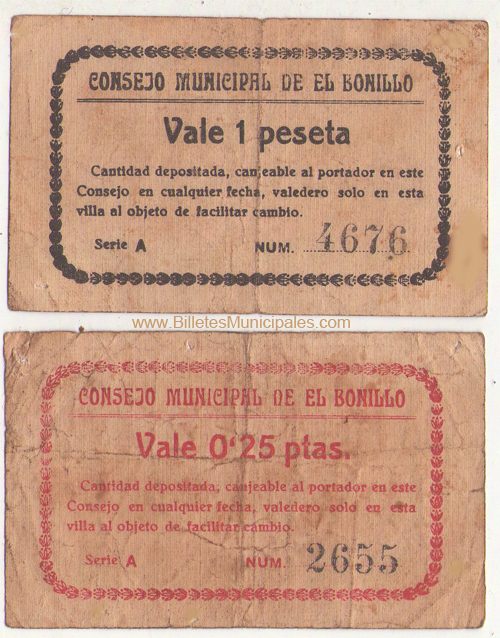 CONSEJO MUNICIPAL DE EL BONILLO
Vale 1 peseta
Cantidad depositada, canjeable al portador en este
Consejo en cualquier fecha, valedero solo en esta
villa al objeto de facilitar cambio.
Serie A NUM. 4676
www.BilletesMunicipales.com
CONSEJO MUNICIPAL DE EL BONILLO
Vale 0'25 ptas.
Cantidad depositada, canjeable al portador en este
Consejo en cualquier fecha, valedero solo en esta
villa al objeto de facilitar cambio.
Serie A NUM. 2655